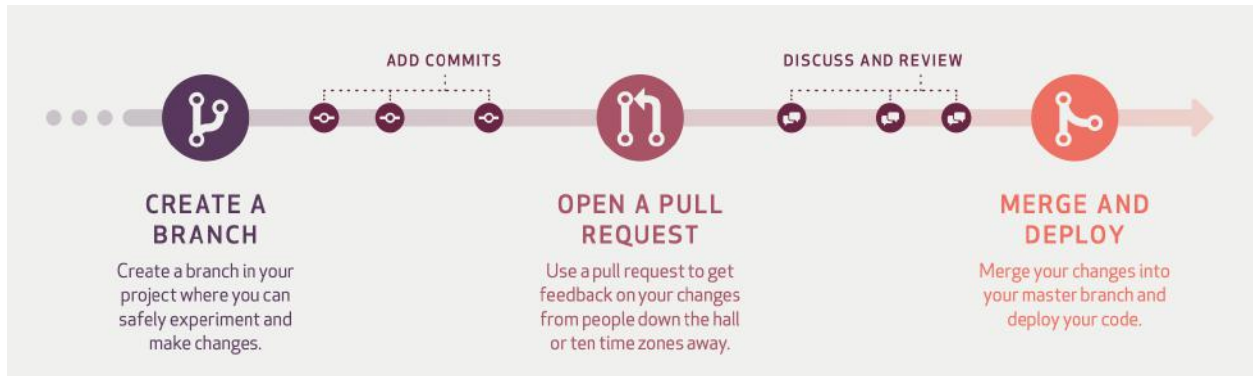 ADD COMMITS
DISCUSS AND REVIEW
CREATE A
BRANCH
Create a branch in your
project where you can
safely experiment and
make changes.
OPEN A PULL
REQUEST
Use a pull request to get
feedback on your changes
from people down the hall
or ten time zones away.
MERGE AND
DEPLOY
Merge your changes into
your master branch and
deploy your code.